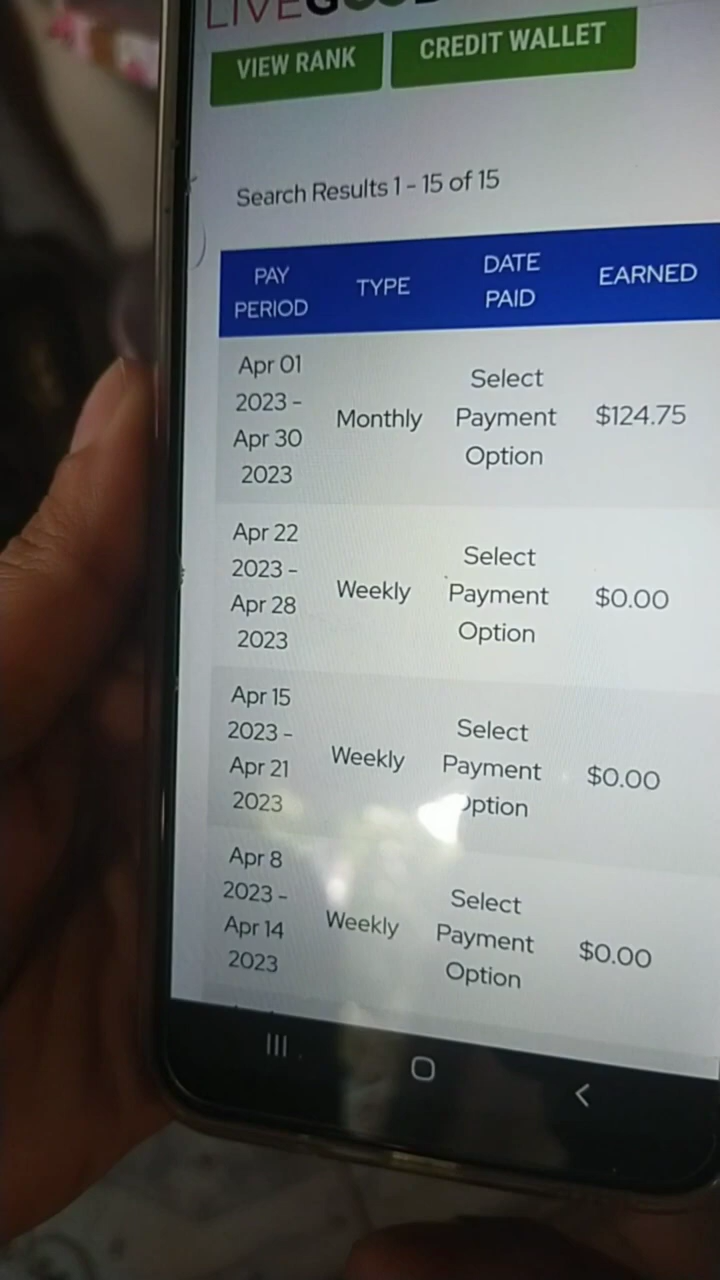 LIVEGOOD
VIEW RANK
CREDIT WALLET
Search Results 1 - 15 of 15
PAY PERIOD TYPE DATE PAID EARNED
Apr 01 2023 - Apr 30 2023 Monthly Select Payment Option $124.75
Apr 22 2023 - Apr 28 2023 Weekly Select Payment Option $0.00
Apr 15 2023 - Apr 21 2023 Weekly Select Payment Option $0.00
Apr 8 2023 - Apr 14 2023 Weekly Select Payment Option $0.00